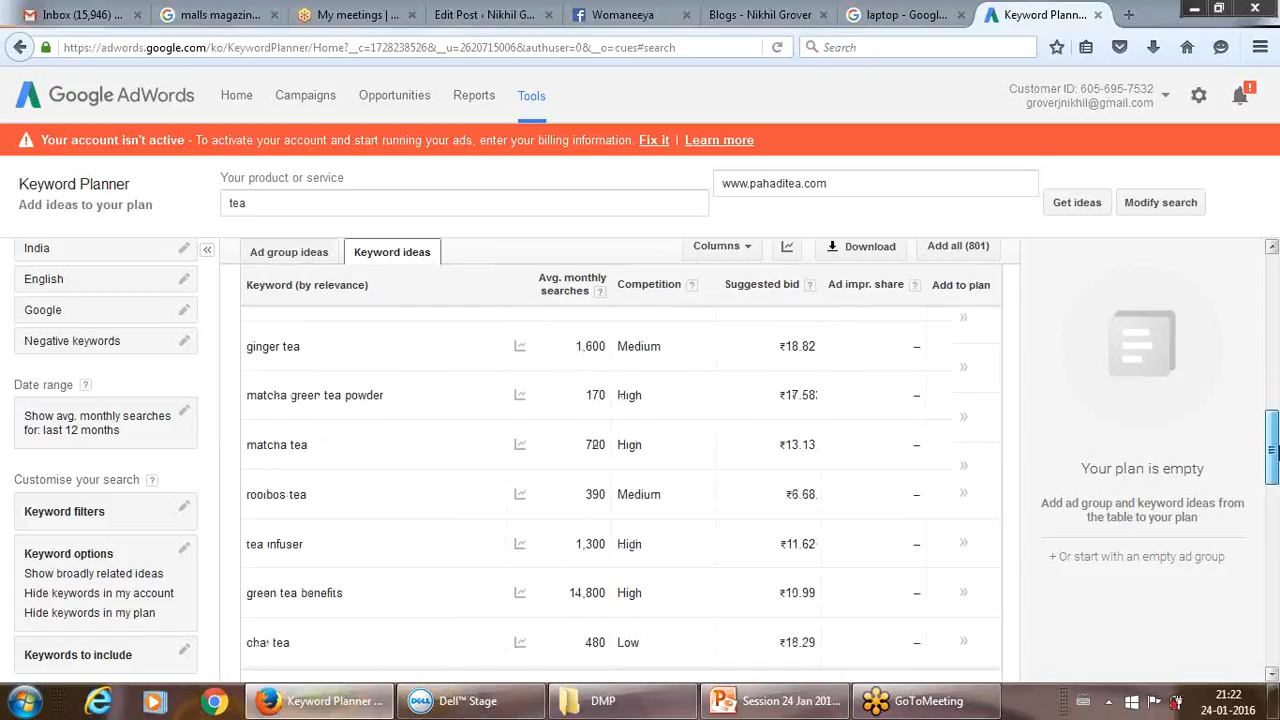 Inbox (15,946)
malls magazin...
My meetings | ...
Edit Post ‹ Nikhil G...
Womaneeya
Blogs - Nikhil Grover
laptop - Googl...
Keyword Plann...
https://adwords.google.com/ko/KeywordPlanner/Home?__c=1728238526&__u=2620715006&authuser=0&__o=cues#search
Search
Google AdWords
Home
Campaigns
Opportunities
Reports
Tools
Customer ID: 605-695-7532
groverjnikhil@gmail.com
Your account isn't active - To activate your account and start running your ads, enter your billing information. Fix it | Learn more
Keyword Planner
Add ideas to your plan
Your product or service
tea
www.pahaditea.com
Get ideas
Modify search
India
English
Google
Negative keywords
Date range ?
Show avg. monthly searches
for: last 12 months
Customise your search ?
Keyword filters
Keyword options
Show broadly related ideas
Hide keywords in my account
Hide keywords in my plan
Keywords to include
Ad group ideas
Keyword ideas
Columns
Download
Add all (801)
Keyword (by relevance)
Avg. monthly
searches ?
Competition ?
Suggested bid ?
Ad impr. share ?
Add to plan
ginger tea 1,600 Medium ₹18.82 –
matcha green tea powder 170 High ₹17.58 –
matcha tea 720 High ₹13.13 –
rooibos tea 390 Medium ₹6.68 –
tea infuser 1,300 High ₹11.62 –
green tea benefits 14,800 High –
480 Low –
Your plan is empty
Add ad group and keyword ideas from
the table to your plan
+ Or start with an empty ad group
Keyword Planner ...
DELL
Dell™ Stage
DMP
Session 24 Jan 201...
GoToMeeting
21:22
24-01-2016